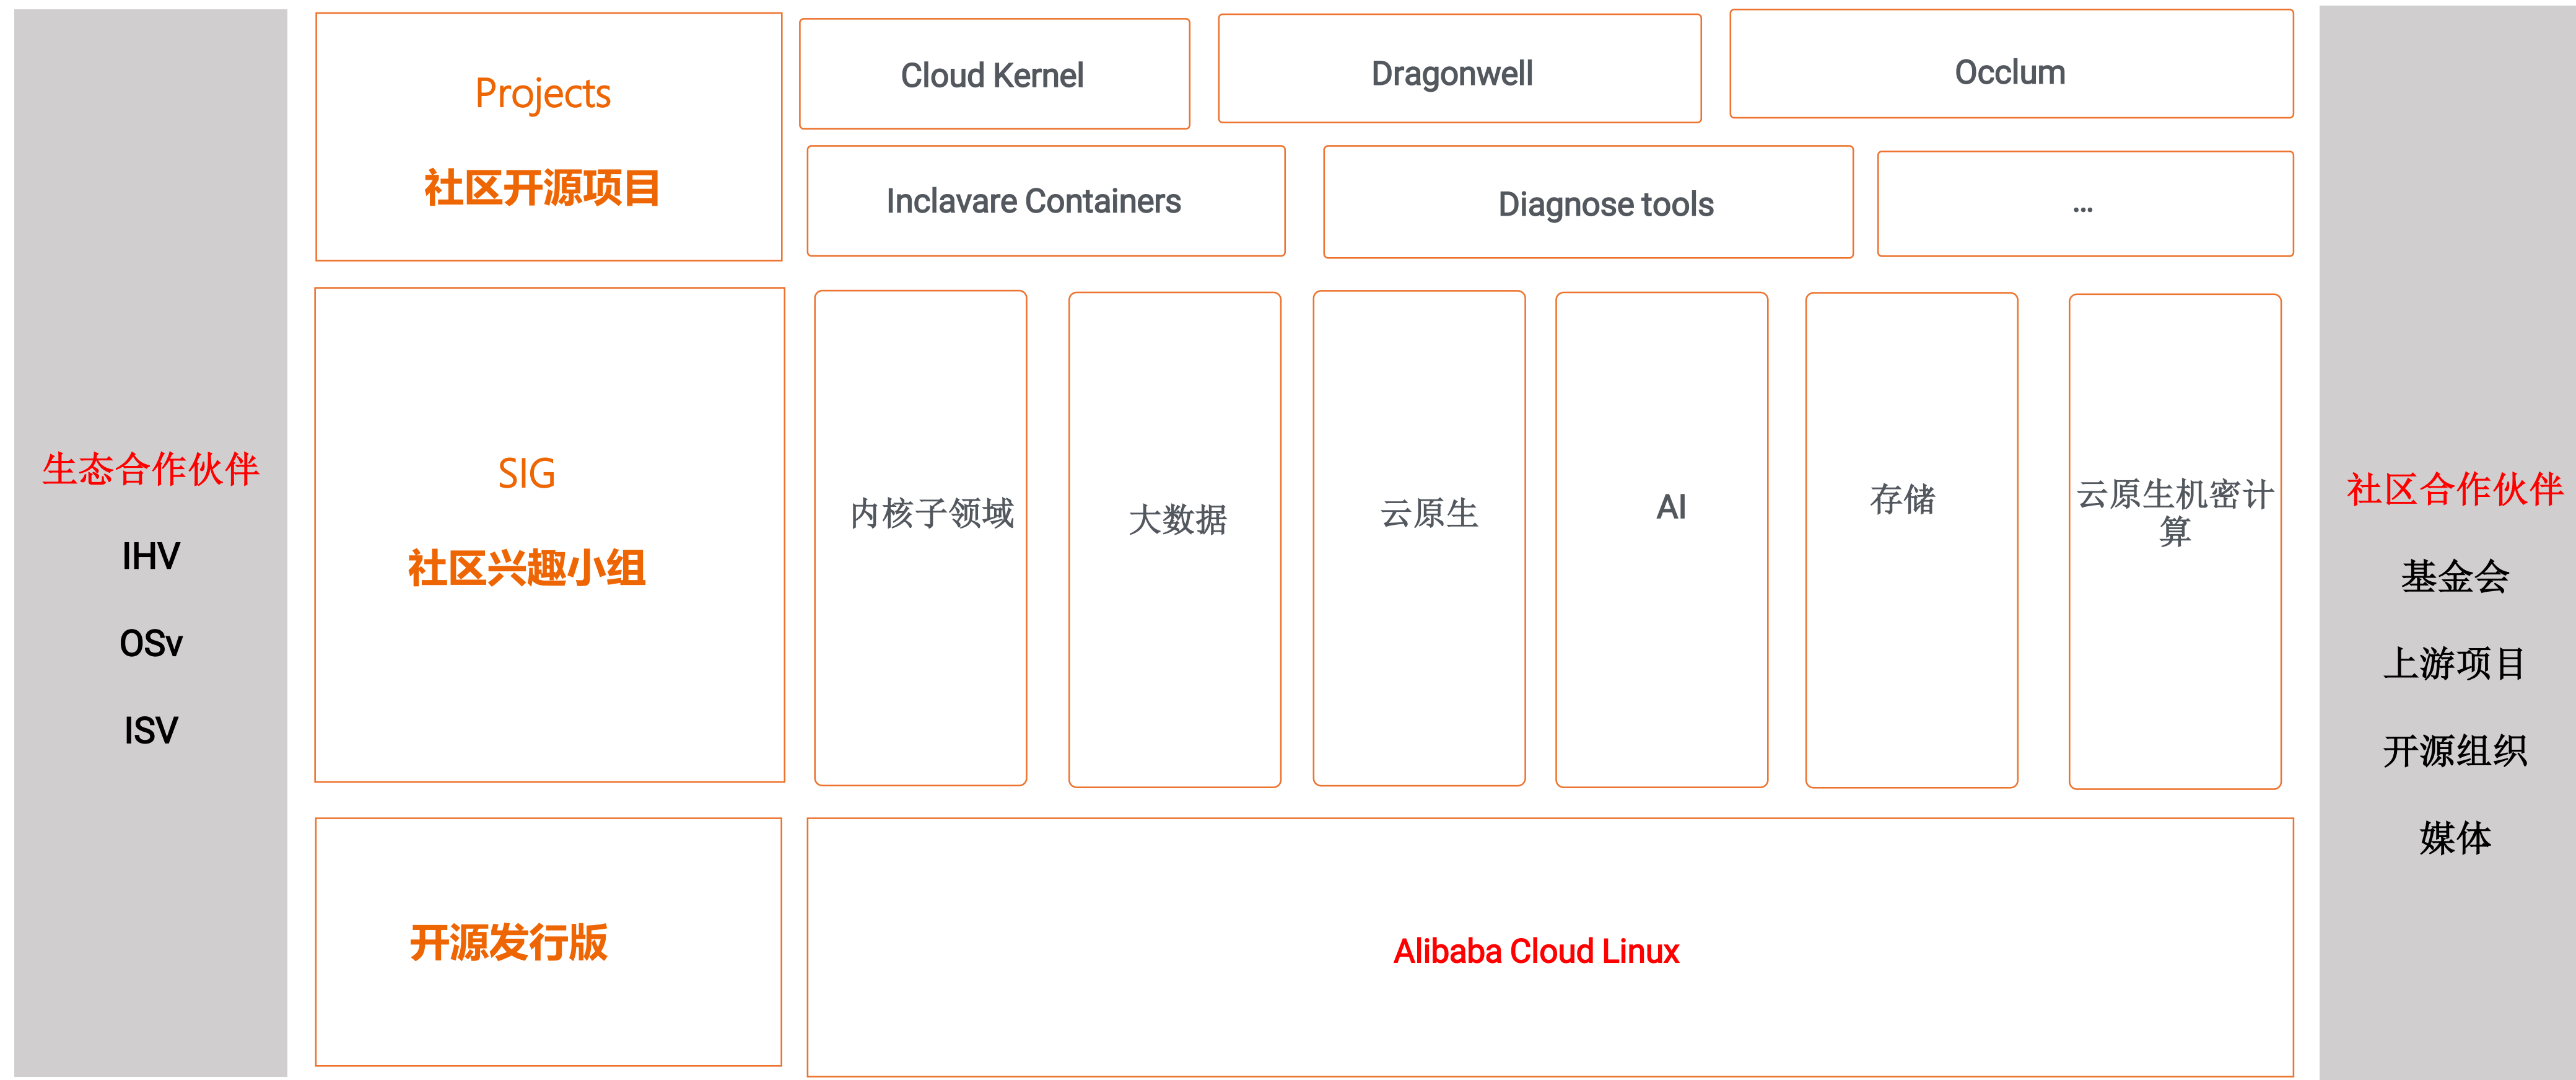 生态合作伙伴
IHV
OSv
ISV
Projects
社区开源项目
Cloud Kernel
Dragonwell
Occlum
Inclavare Containers
Diagnose tools
...
SIG
社区兴趣小组
内核子领域
大数据
云原生
AI
存储
云原生机密计
算
开源发行版
Alibaba Cloud Linux
社区合作伙伴
基金会
上游项目
开源组织
媒体